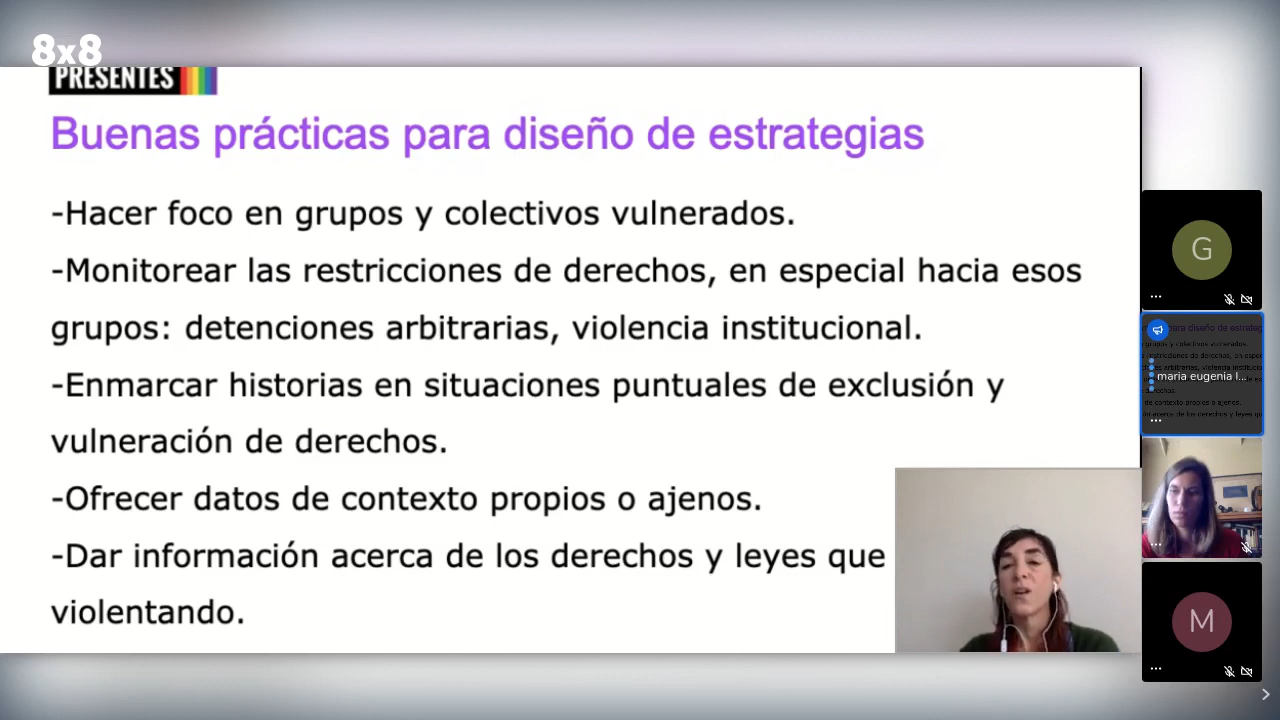 8x8
PRESENTES
Buenas prácticas para diseño de estrategias
-Hacer foco en grupos y colectivos vulnerados.
-Monitorear las restricciones de derechos, en especial hacia esos
grupos: detenciones arbitrarias, violencia institucional.
-Enmarcar historias en situaciones puntuales de exclusión y
vulneración de derechos.
-Ofrecer datos de contexto propios o ajenos.
-Dar información acerca de los derechos y leyes que
violentando.
G
maria eugenia l...
M